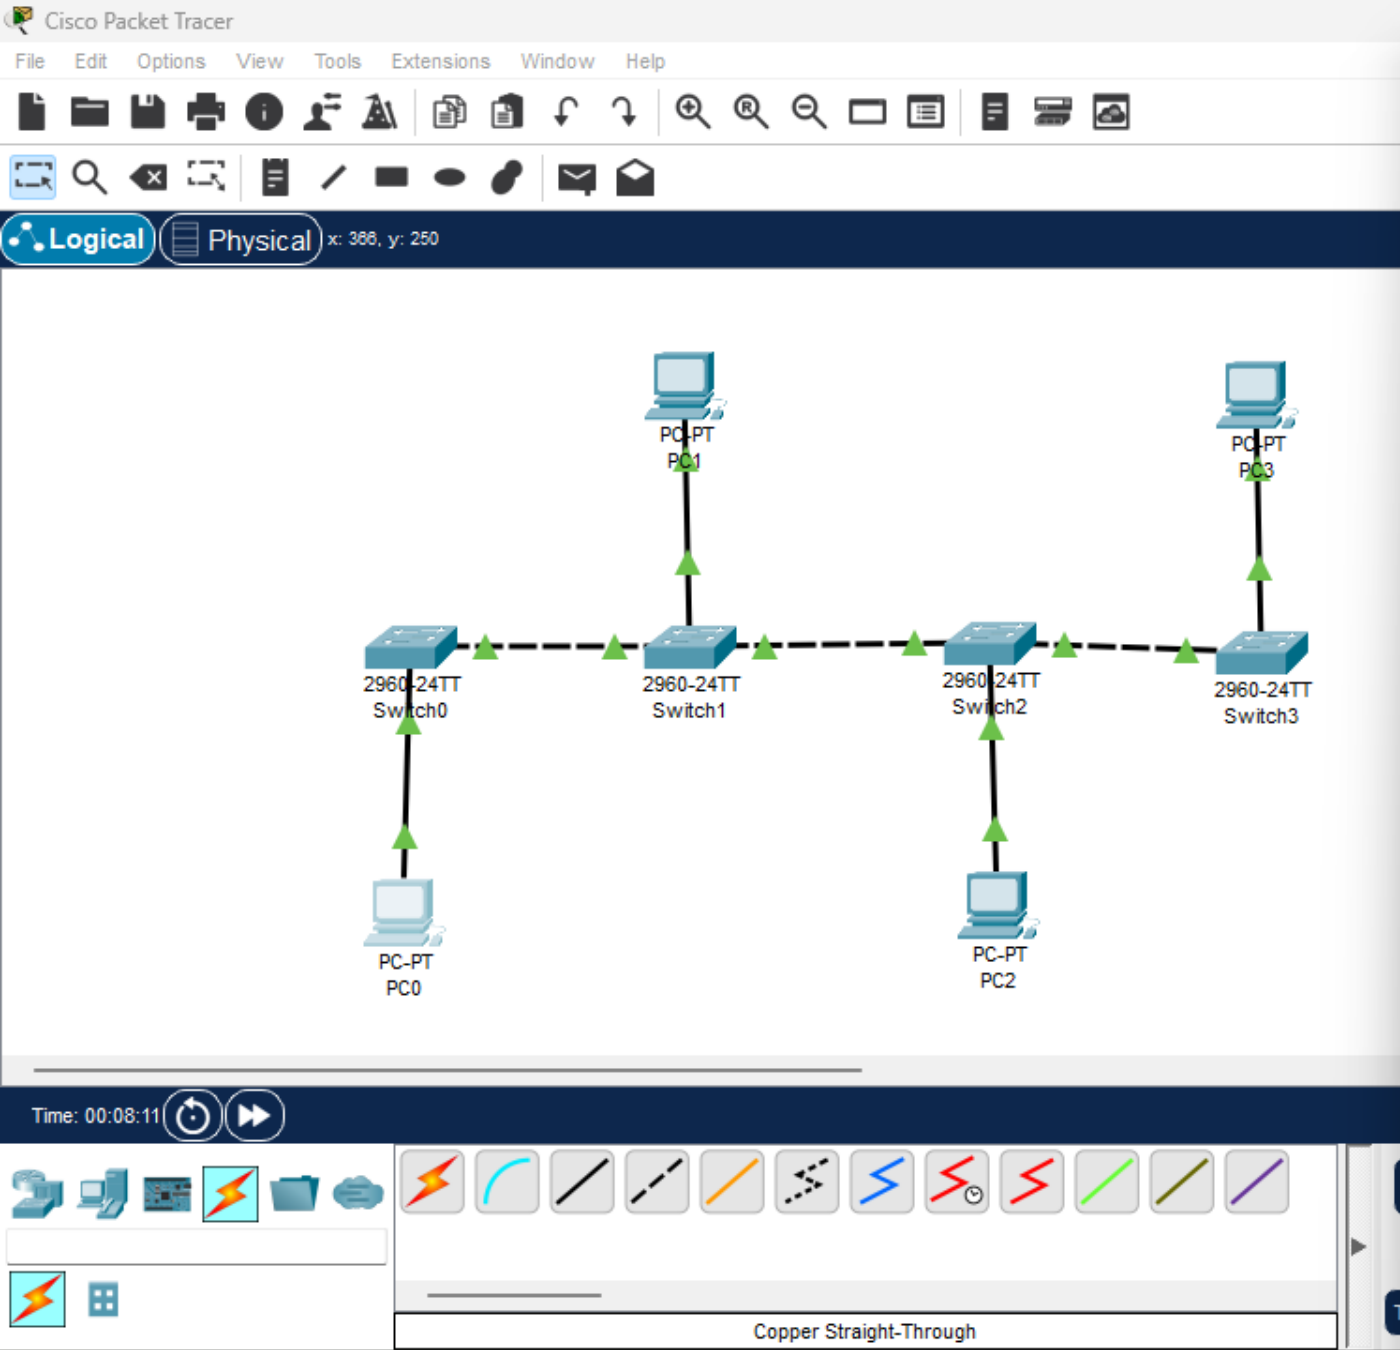 Cisco Packet Tracer
File Edit Options View Tools Extensions Window Help
Logical Physical x: 366, y: 250
PC-PT
PC1
PC-PT
PC3
2960-24TT
Switch0
2960-24TT
Switch1
2960-24TT
Switch2
2960-24TT
Switch3
PC-PT
PC0
PC-PT
PC2
Time: 00:08:11
Copper Straight-Through